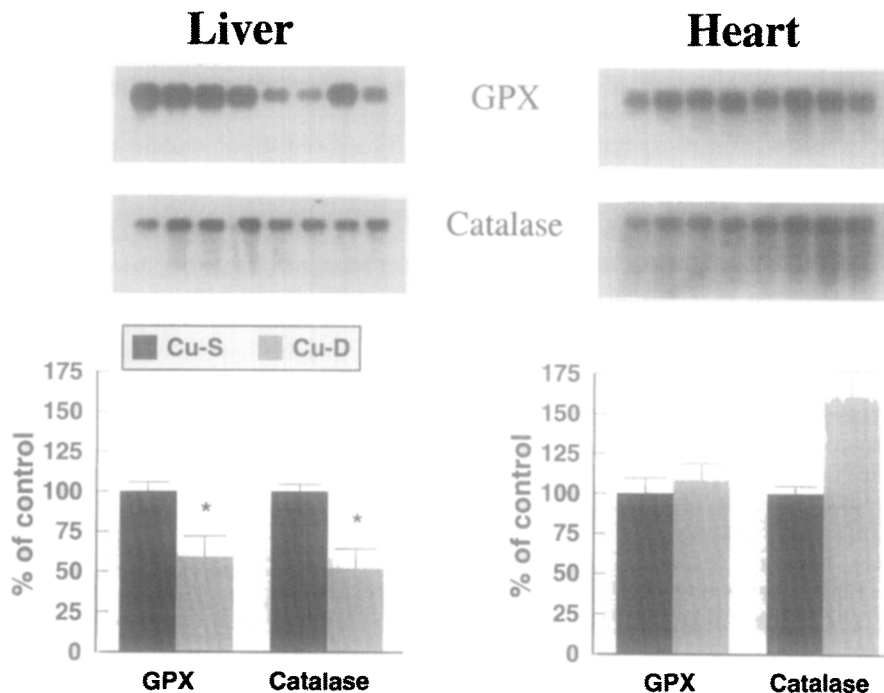 Liver
Heart
GPX
Catalase
Cu-S Cu-D
% of control
175
150
125
100
75
50
25
0
*
*
GPX Catalase
% of control
175
150
125
100
75
50
25
0
GPX Catalase